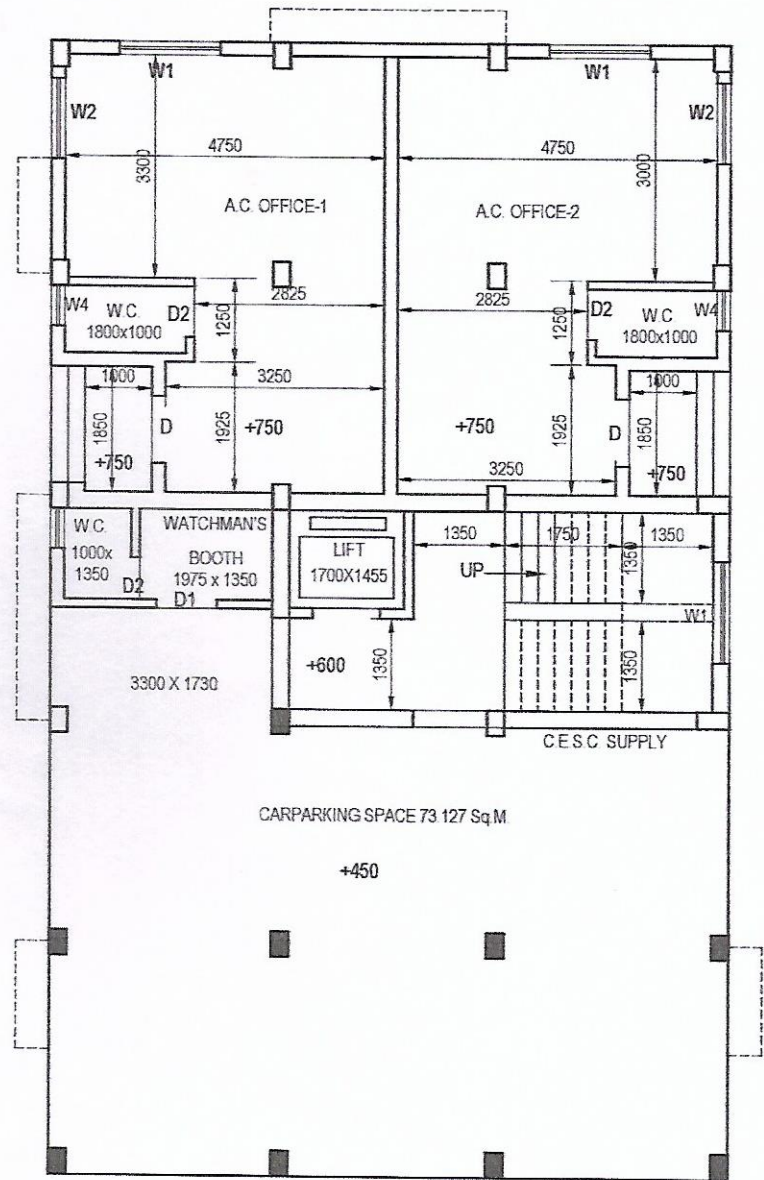 W1
W1
W2
W2
4750
4750
3300
3000
A.C. OFFICE-1
A.C. OFFICE-2
2825
2825
W4
W.C.
1800x1000
D2
1250
1250
D2
W.C.
1800x1000
W4
1000
3250
1000
1850
D
1925
+750
+750
1925
D
1850
+750
3250
+750
W.C.
1000x
1350
D2
WATCHMAN'S
BOOTH
1975 x 1350
D1
LIFT
1700X1455
1350
1750
1350
1350
UP
W1
+600
1350
1350
3300 X 1730
C.E.S.C. SUPPLY
CARPARKING SPACE 73.127 Sq.M.
+450